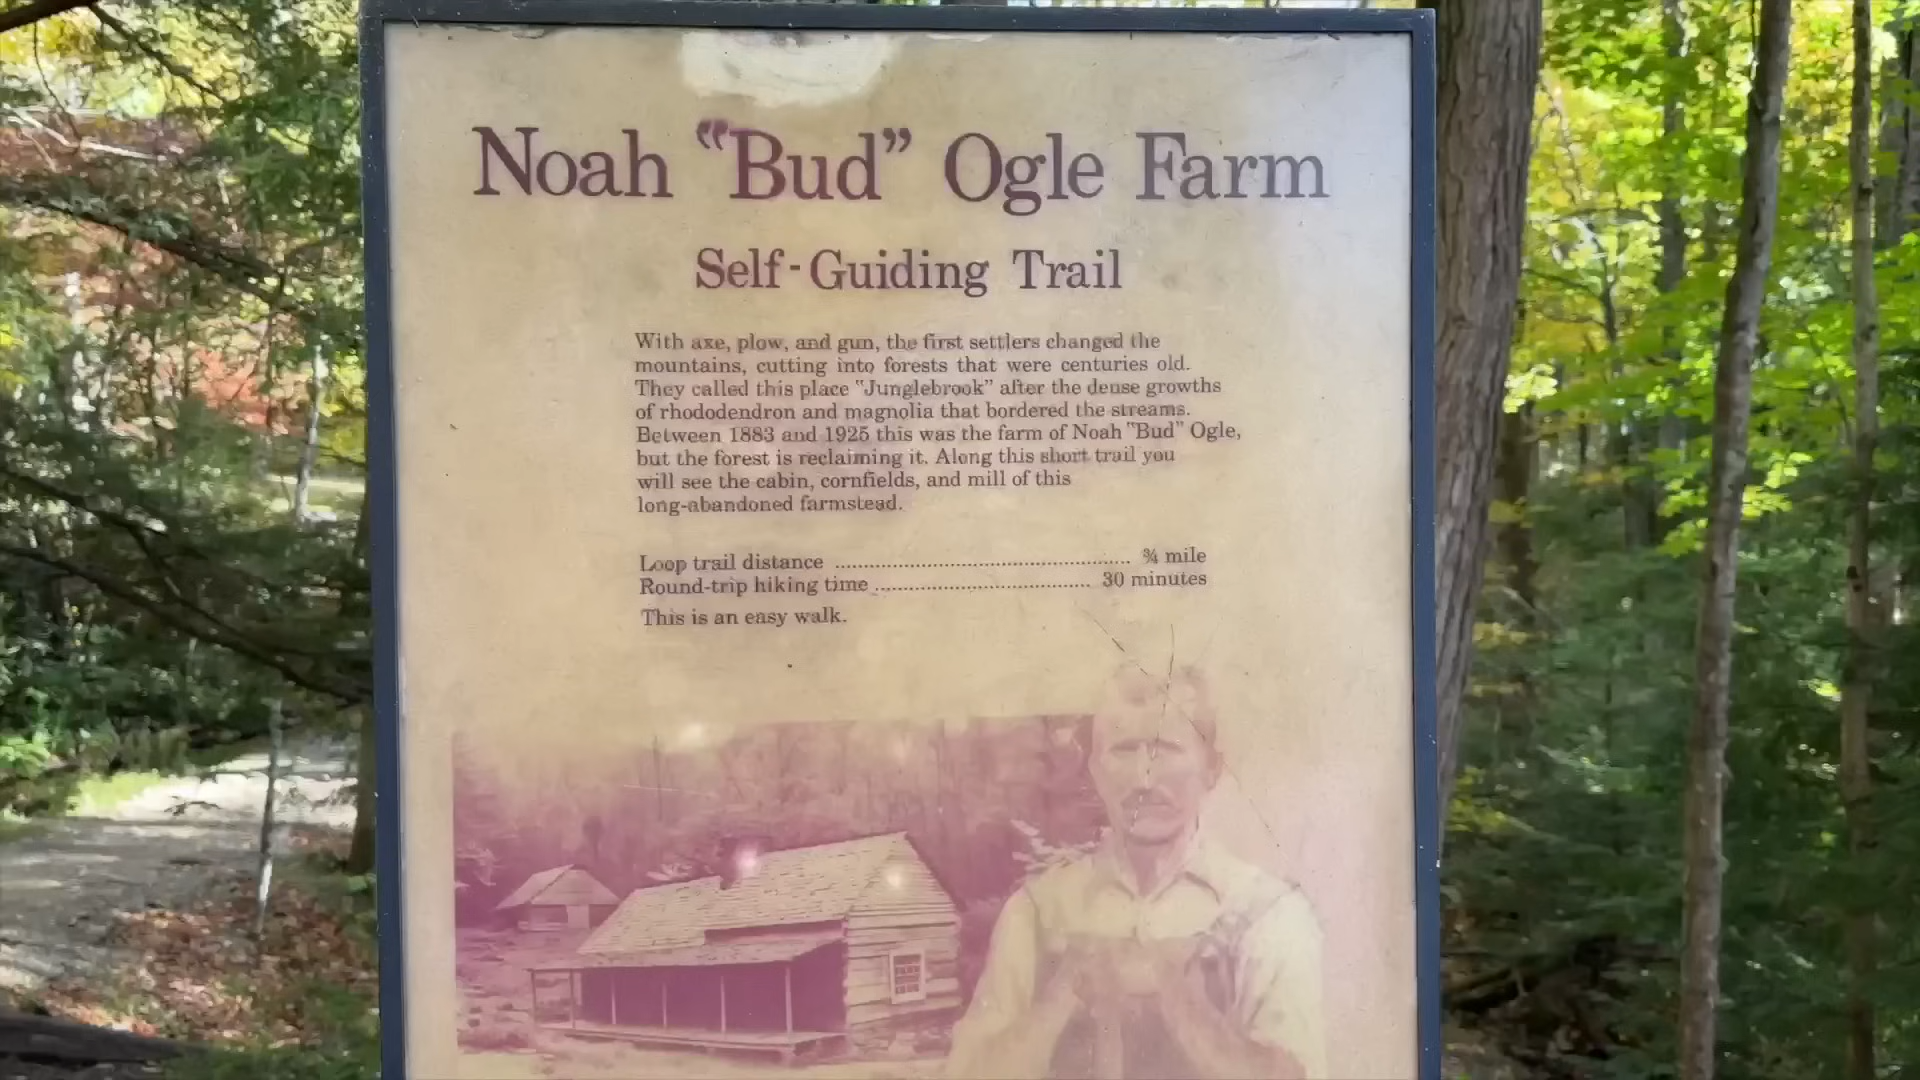 Noah "Bud" Ogle Farm
Self-Guiding Trail
With axe, plow, and gun, the first settlers changed the
mountains, cutting into forests that were centuries old.
They called this place "Junglebrook" after the dense growths
of rhododendron and magnolia that bordered the streams.
Between 1883 and 1925 this was the farm of Noah "Bud" Ogle,
but the forest is reclaiming it. Along this short trail you
will see the cabin, cornfields, and mill of this
long-abandoned farmstead.
Loop trail distance .......................................................... ¾ mile
Round-trip hiking time .......................................... 30 minutes
This is an easy walk.